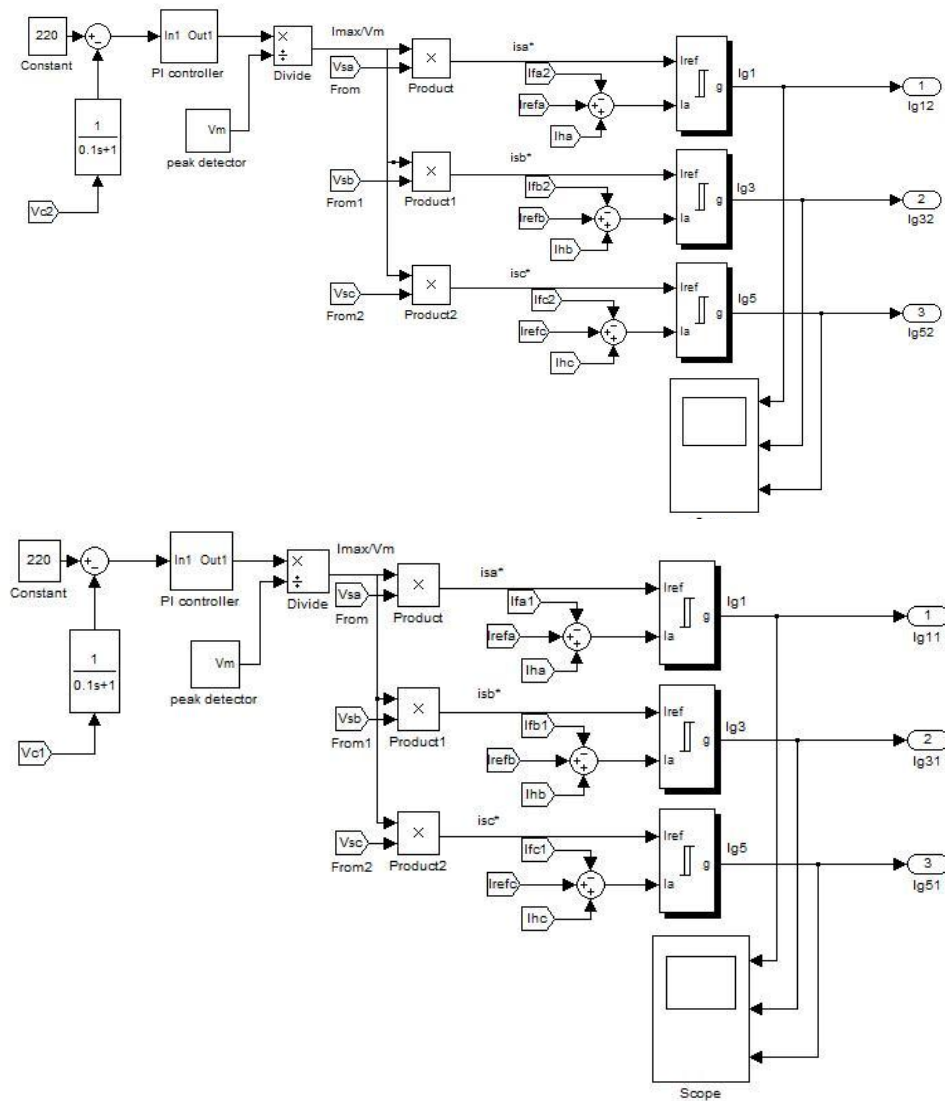 220
Constant
In1 Out1
PI controller
×
÷
Divide
Imax/Vm
Vsa
From
×
Product
isa*
Ifa2
Irefa
Iha
Iref
Ia
g
Ig1
1
Ig12
1
0.1s+1
Vc2
Vm
peak detector
Vsb
From1
×
Product1
isb*
Ifb2
Irefb
Ihb
Iref
Ia
g
Ig3
2
Ig32
Vsc
From2
×
Product2
isc*
Ifc2
Irefc
Ihc
Iref
Ia
g
Ig5
3
Ig52
220
Constant
In1 Out1
PI controller
×
÷
Divide
Imax/Vm
Vsa
From
×
Product
isa*
Ifa1
Irefa
Iha
Iref
Ia
g
Ig1
1
Ig11
1
0.1s+1
Vc1
Vm
peak detector
Vsb
From1
×
Product1
isb*
Ifb1
Irefb
Ihb
Iref
Ia
g
Ig3
2
Ig31
Vsc
From2
×
Product2
isc*
Ifc1
Irefc
Ihc
Iref
Ia
g
Ig5
3
Ig51
Scope